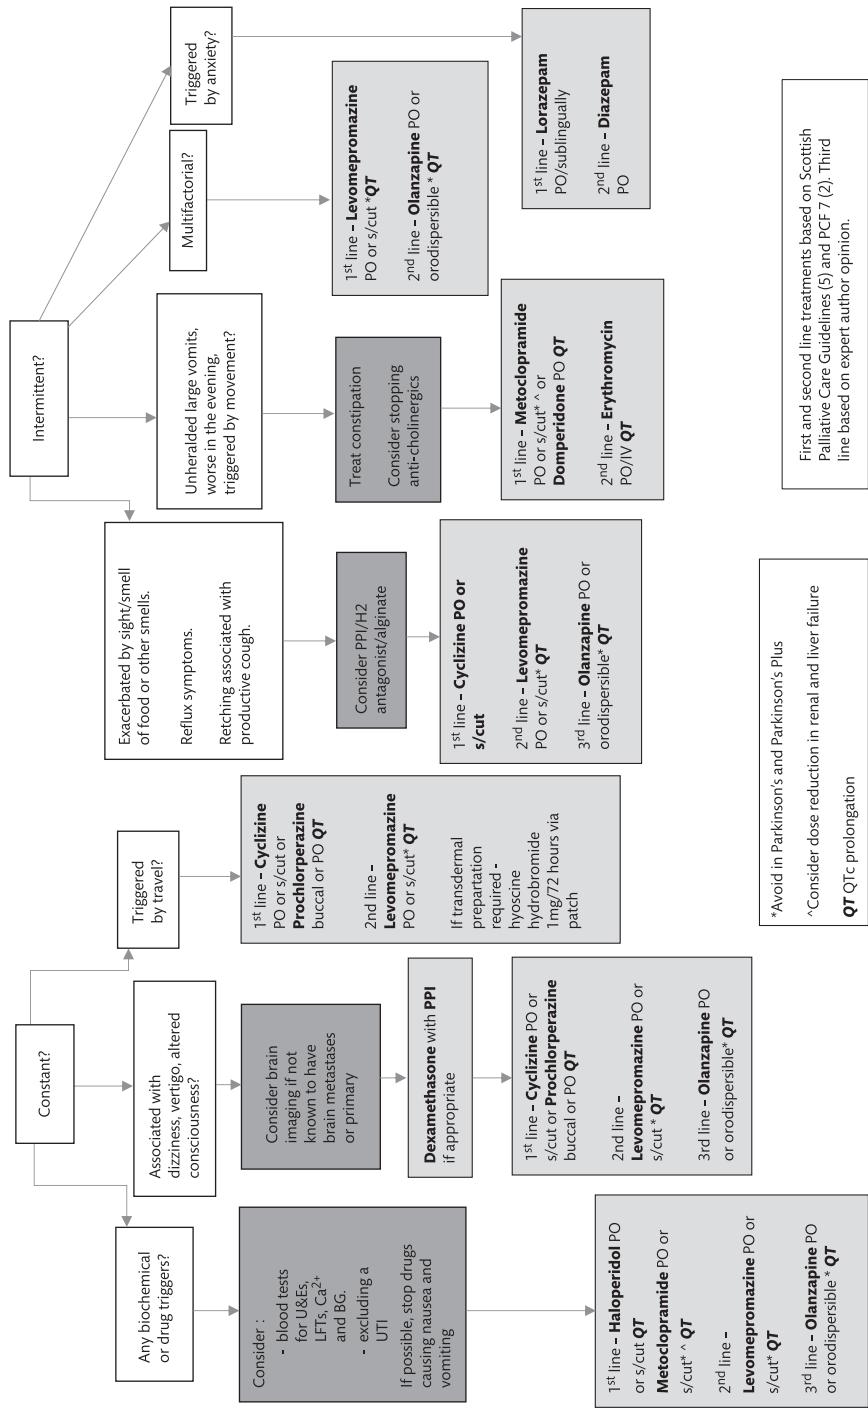 Constant?
Any biochemical
or drug triggers?
Consider :
- blood tests
for U&Es,
LFTs, Ca2+
and BG.
- excluding a
UTI
If possible, stop drugs
causing nausea and
vomiting
1st line – Haloperidol PO
or s/cut QT
Metoclopramide PO or
s/cut* ^ QT
2nd line –
Levomepromazine PO or
s/cut* QT
3rd line – Olanzapine PO
or orodispersible * QT
Associated with
dizziness, vertigo, altered
consciousness?
Consider brain
imaging if not
known to have
brain metastases
or primary
Dexamethasone with PPI
if appropriate
1st line – Cyclizine PO or
s/cut or Prochlorperazine
buccal or PO QT
2nd line –
Levomepromazine PO or
s/cut* QT
3rd line – Olanzapine PO
or orodispersible* QT
Triggered
by travel?
1st line – Cyclizine
PO or s/cut or
Prochlorperazine
buccal or PO QT
2nd line –
Levomepromazine
PO or s/cut* QT
If transdermal
prepartation
required -
hyoscine
hydrobromide
1mg/72 hours via
patch
Intermittent?
Exacerbated by sight/smell
of food or other smells.
Reflux symptoms.
Retching associated with
productive cough.
Consider PPI/H2
antagonist/alginate
1st line – Cyclizine PO or
s/cut
2nd line – Levomepromazine
PO or s/cut* QT
3rd line – Olanzapine PO or
orodispersible* QT
Unheralded large vomits,
worse in the evening,
triggered by movement?
Treat constipation
Consider stopping
anti-cholinergics
1st line – Metoclopramide
PO or s/cut* ^ or
Domperidone PO QT
2nd line – Erythromycin
PO/IV QT
Multifactorial?
1st line – Levomepromazine
PO or s/cut *QT
2nd line – Olanzapine PO or
orodispersible * QT
Triggered
by anxiety?
1st line – Lorazepam
PO/sublingually
2nd line – Diazepam
PO
*Avoid in Parkinson's and Parkinson's Plus
^Consider dose reduction in renal and liver failure
QT QTc prolongation
First and second line treatments based on Scottish
Palliative Care Guidelines (5) and PCF 7 (2). Third
line based on expert author opinion.